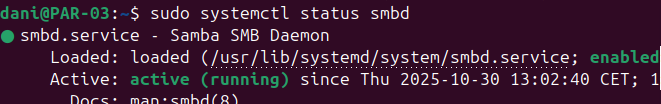 dani@PAR-03:~$ sudo systemctl status smbd
● smbd.service - Samba SMB Daemon
Loaded: loaded (/usr/lib/systemd/system/smbd.service; enabled
Active: active (running) since Thu 2025-10-30 13:02:40 CET; 1
Docs: man:smbd(8)